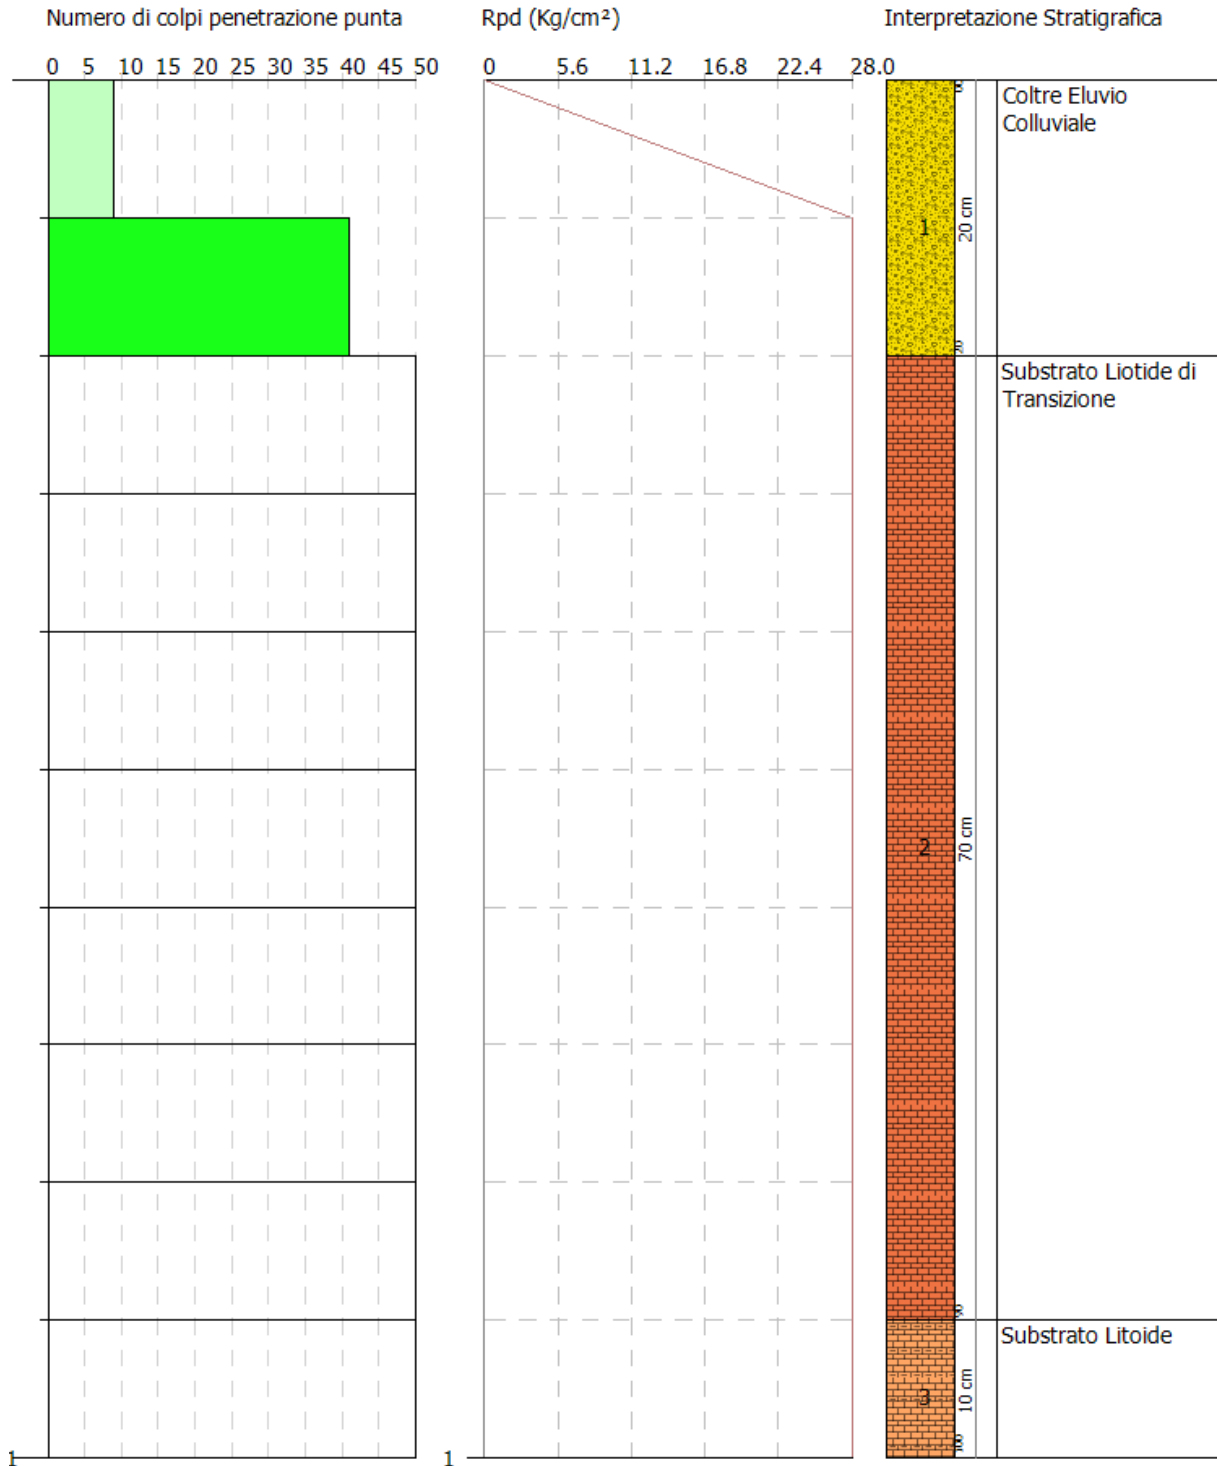 Numero di colpi penetrazione punta
Rpd (Kg/cm²)
Interpretazione Stratigrafica
0 5 10 15 20 25 30 35 40 45 50
0 5.6 11.2 16.8 22.4 28.0
Coltre Eluvio
Colluviale
1
20 cm
Substrato Liotide di
Transizione
2
70 cm
Substrato Litoide
3
10 cm
1
1